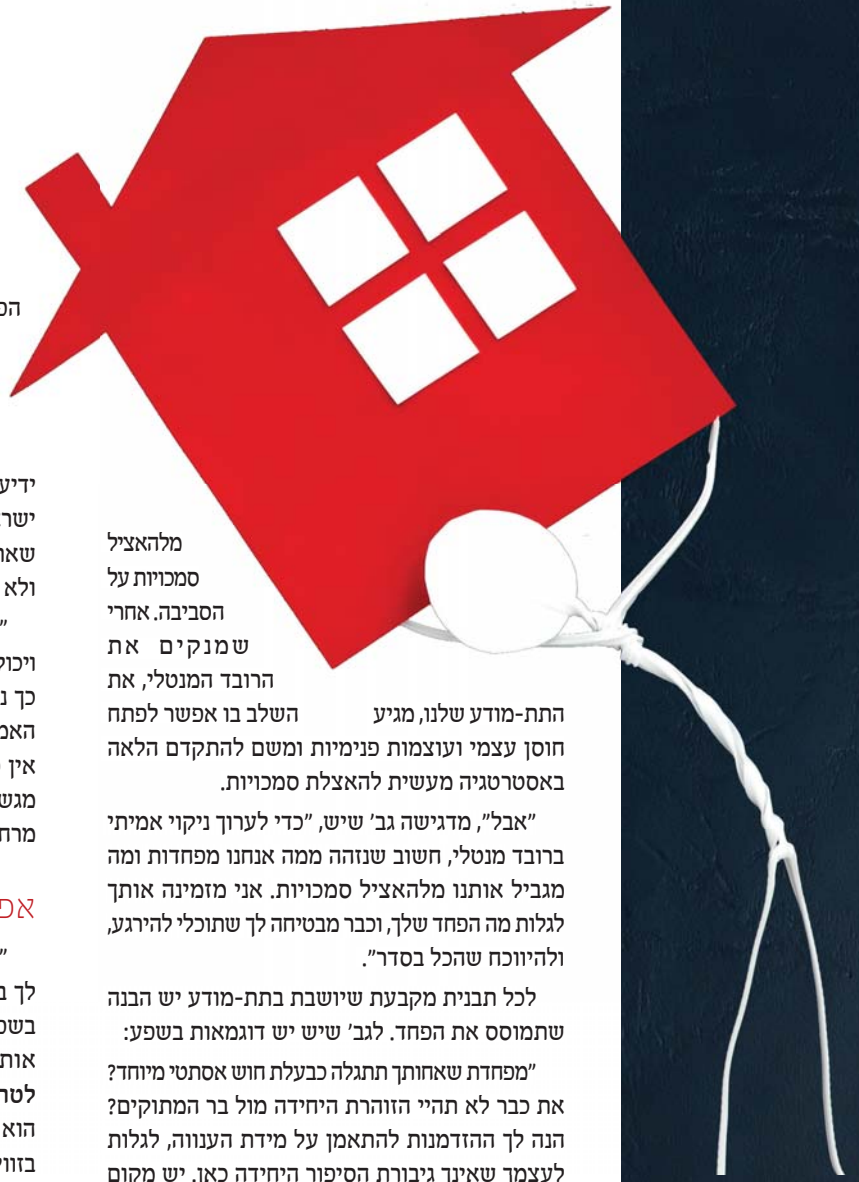 מלהאציל
סמכויות על
הסביבה. אחרי
שמנקים את
הרובד המנטלי, את
התת-מודע שלנו, מגיע השלב בו אפשר לפתח
חוסן עצמי ועוצמות פנימיות ומשם להתקדם הלאה
באסטרטגיה מעשית להאצלת סמכויות.
"אבל", מדגישה גב' שיש, "כדי לערוך ניקוי אמיתי
ברובד מנטלי, חשוב שנזהה ממה אנחנו מפחדות ומה
מגביל אותנו מלהאציל סמכויות. אני מזמינה אותך
לגלות מה הפחד שלך, וכבר מבטיחה לך שתוכלי להירגע,
ולהיווכח שהכל בסדר".
לכל תבנית מקבעת שיושבת בתת-מודע יש הבנה
שתמוסס את הפחד. לגב' שיש יש דוגמאות בשפע:
"מפחדת שאחותך תתגלה כבעלת חוש אסתטי מיוחד?
את כבר לא תהיי הזוהרת היחידה מול בר המתוקים?
הנה לך ההזדמנות להתאמן על מידת הענווה, לגלות
לעצמך שאינך גיבורת הסיפור היחידה כאן. יש מקום
ולא
אין
הוא